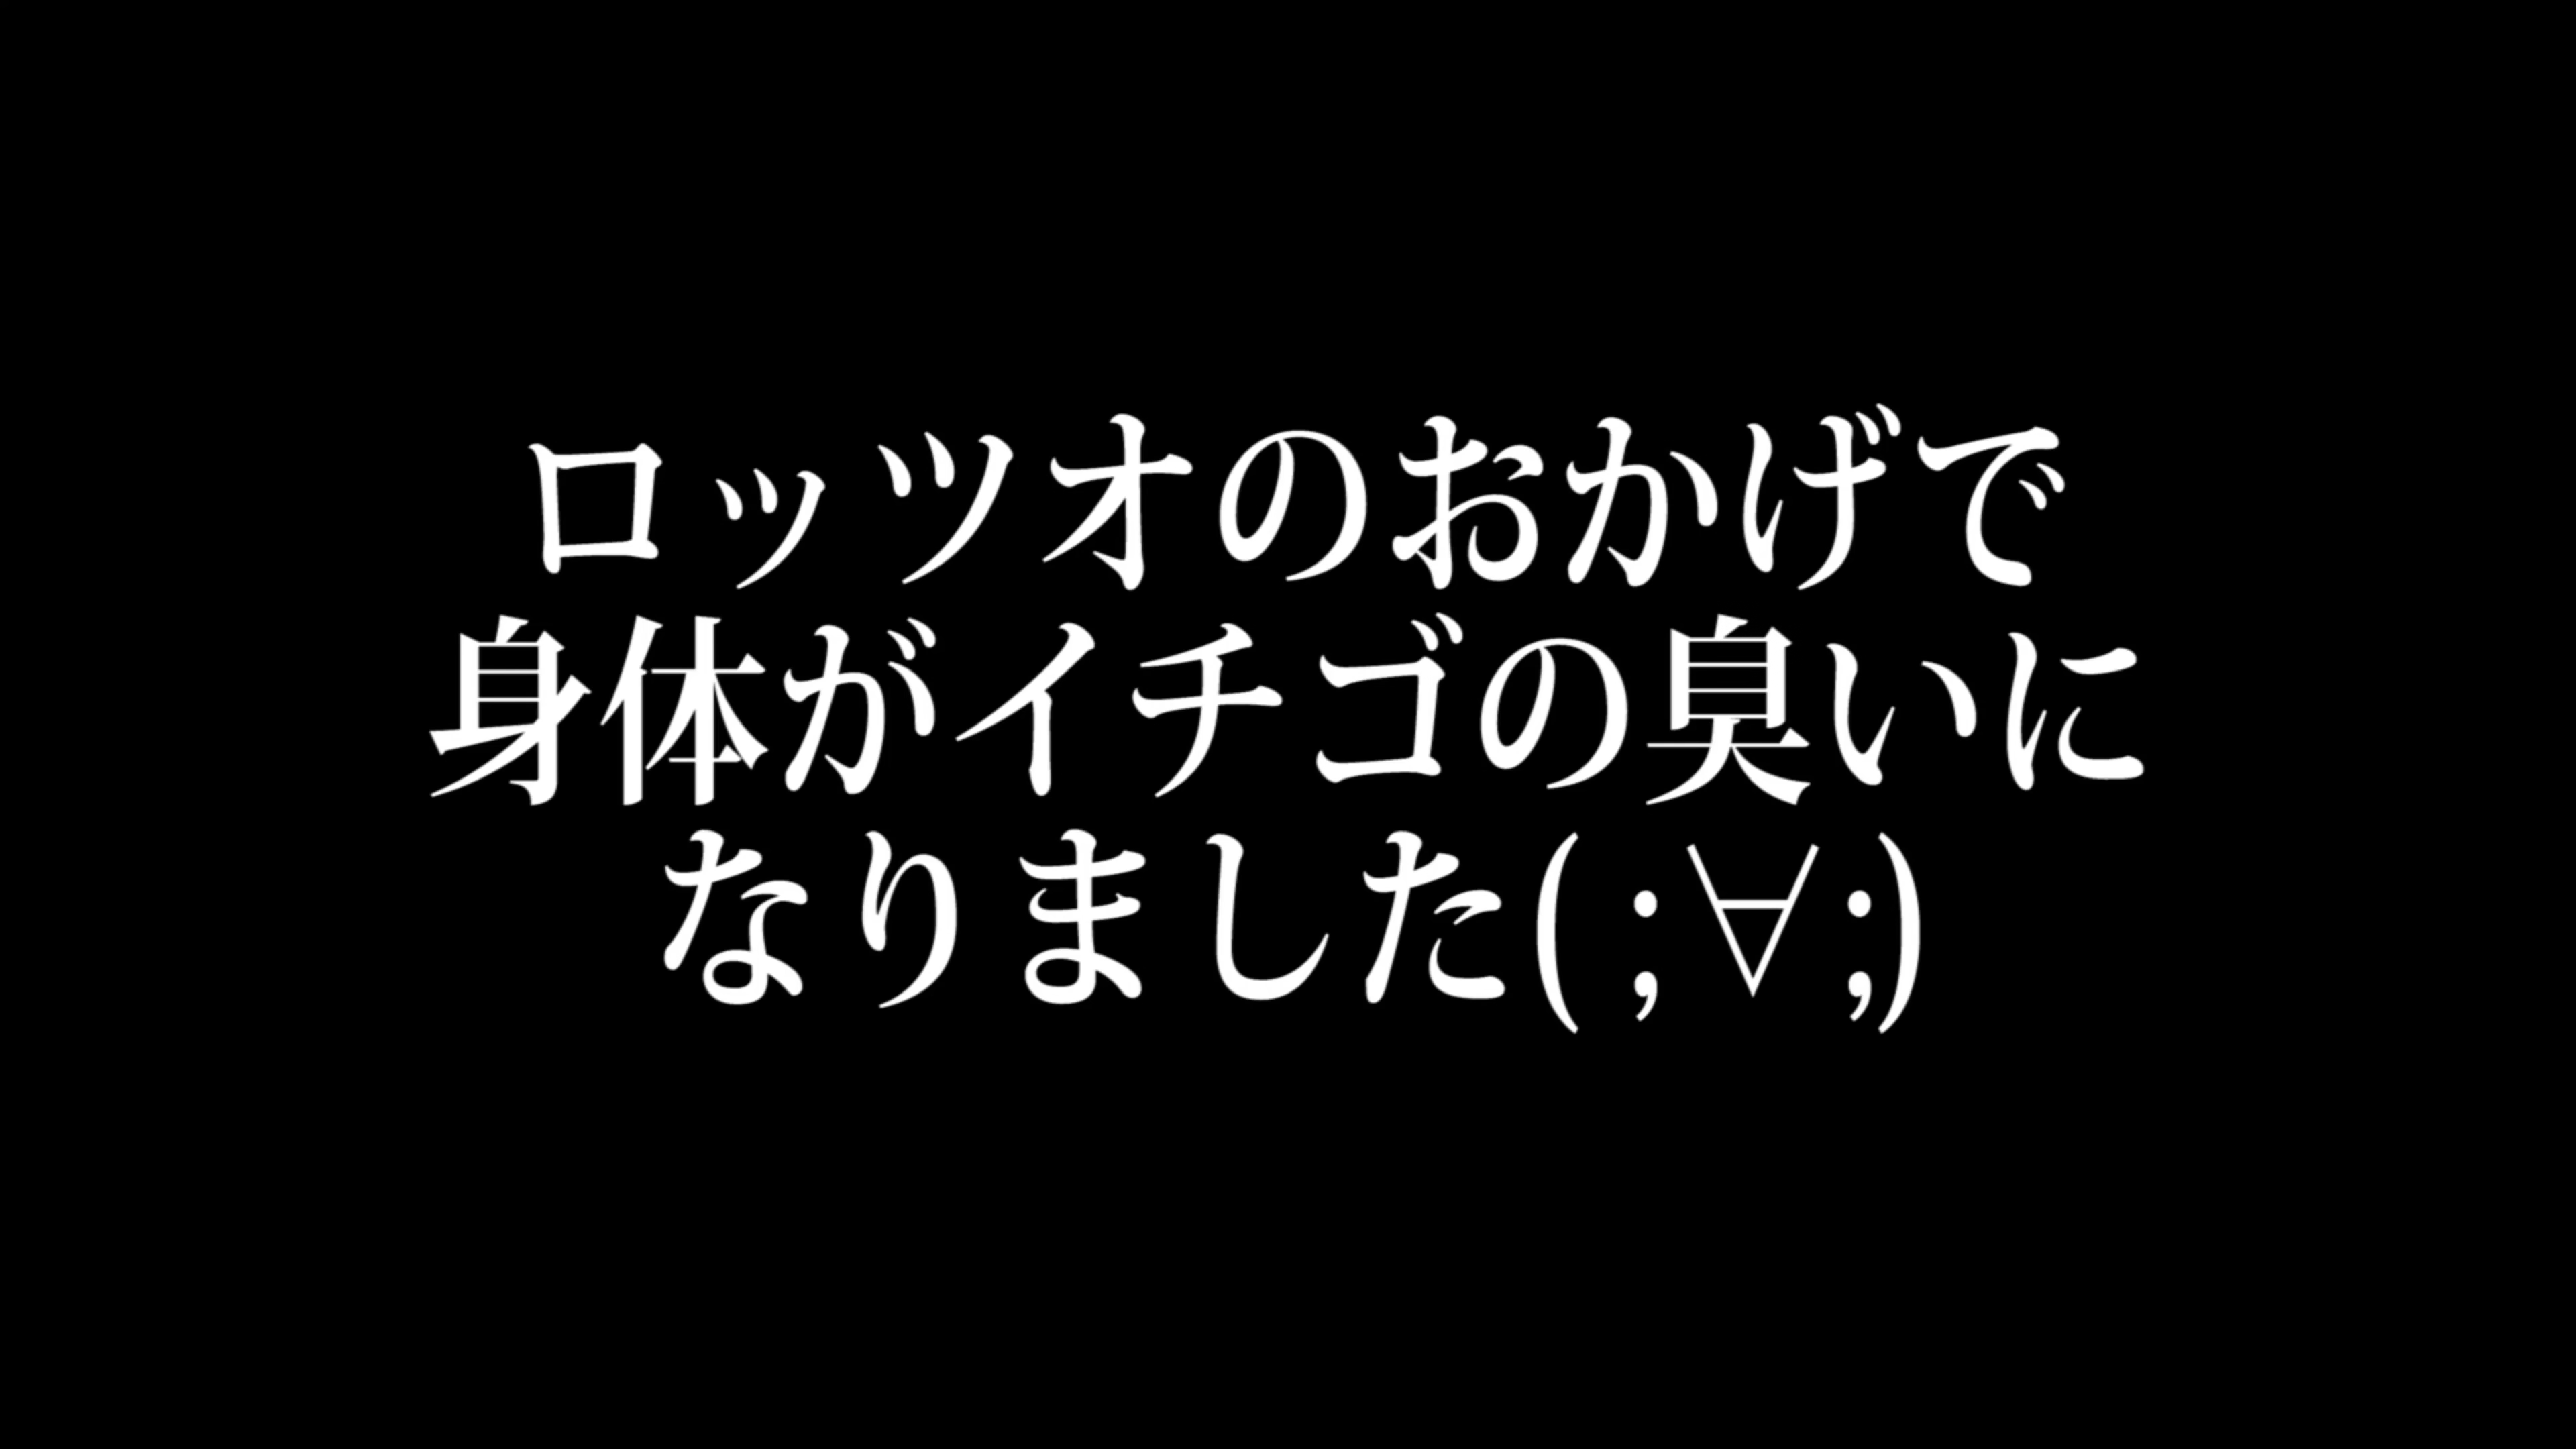 ロッツオのおかげで
身体がイチゴの臭いに
なりました( ;∀;)